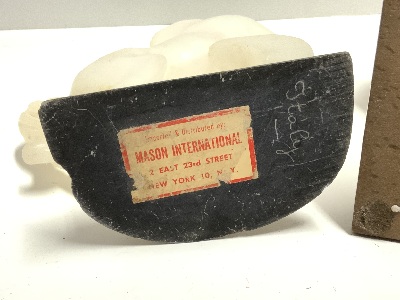 Imported & Distributed by:
MASON INTERNATIONAL
2 EAST 23rd STREET
NEW YORK 10, N. Y.
Italy